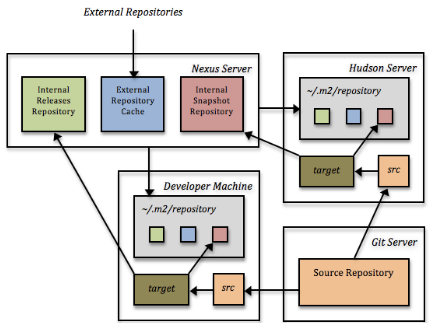 External Repositories
Nexus Server
Internal
Releases
Repository
External
Repository
Cache
Internal
Snapshot
Repository
Hudson Server
~/.m2/repository
target
src
Developer Machine
~/.m2/repository
target
src
Git Server
Source Repository